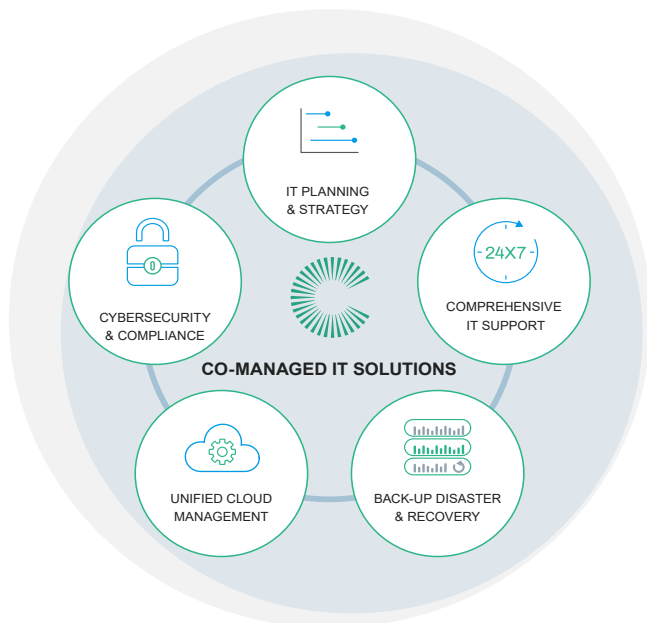 IT PLANNING
& STRATEGY
24X7
COMPREHENSIVE
IT SUPPORT
CYBERSECURITY
& COMPLIANCE
0
CO-MANAGED IT SOLUTIONS
UNIFIED CLOUD
MANAGEMENT
BACK-UP DISASTER
& RECOVERY